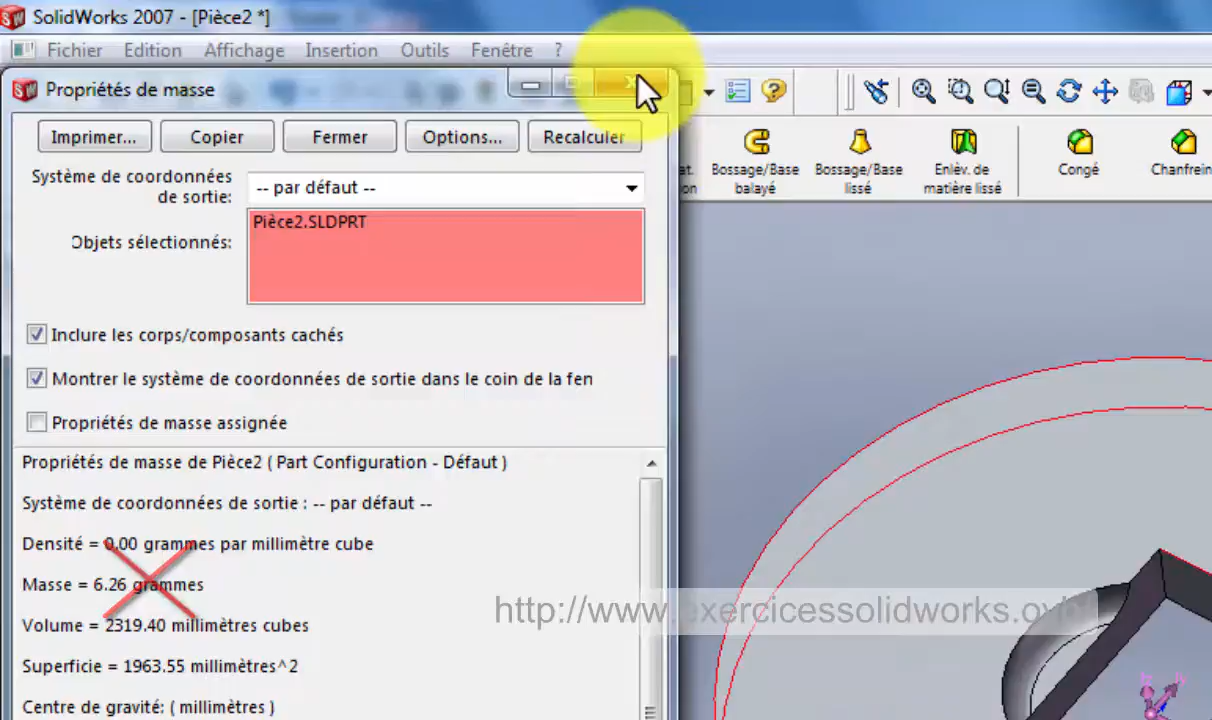 SolidWorks 2007 - [Pièce2 *]
Fichier Edition Affichage Insertion Outils Fenêtre ?
Propriétés de masse
Imprimer... Copier Fermer Options... Recalculer
Système de coordonnées
de sortie:
-- par défaut --
Objets sélectionnés:
Pièce2.SLDPRT
Bossage/Base
balayé
Bossage/Base
lissé
Enlèv. de
matière lissé
Congé
Chanfrein
Inclure les corps/composants cachés
Montrer le système de coordonnées de sortie dans le coin de la fen
Propriétés de masse assignée
Propriétés de masse de Pièce2 ( Part Configuration - Défaut )
Système de coordonnées de sortie : -- par défaut --
Densité = 0.00 grammes par millimètre cube
Masse = 6.26 grammes
Volume = 2319.40 millimètres cubes
Superficie = 1963.55 millimètres^2
Centre de gravité: ( millimètres )